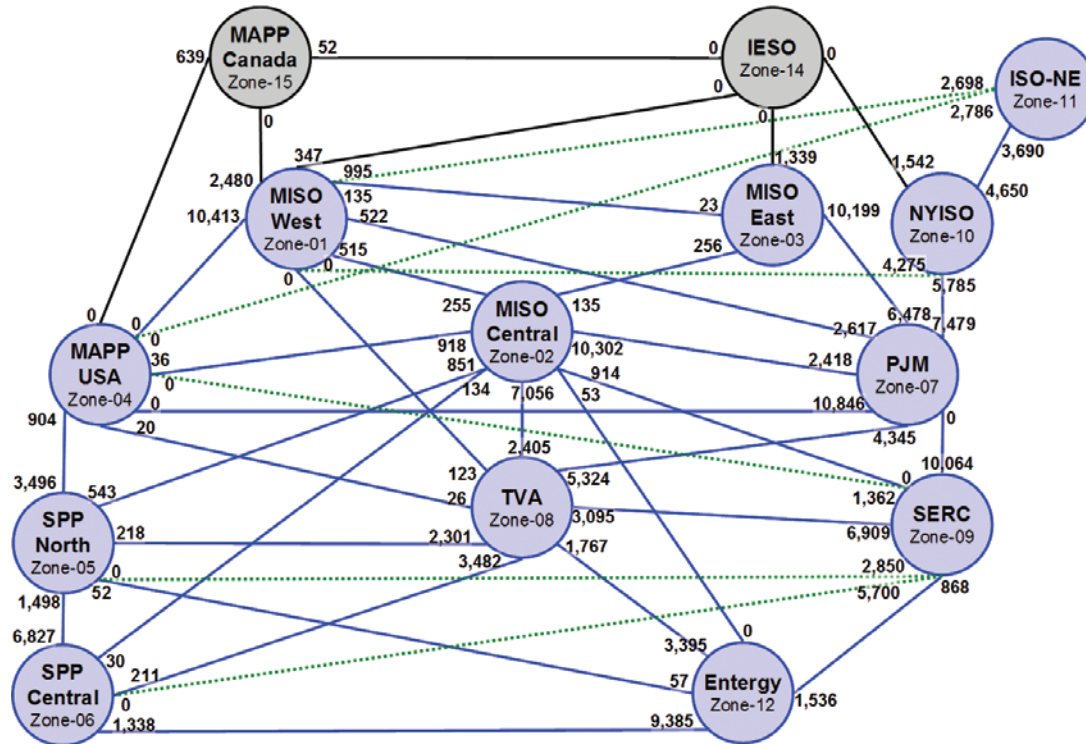 MAPP
Canada
Zone-15
639
52
0
0
IESO
Zone-14
0
0
0
ISO-NE
Zone-11
2,698
2,786
3,690
347
995
2,480
135
10,413
522
MISO
West
Zone-01
515
0
0
1,339
23
MISO
East
Zone-03
10,199
256
1,542
4,650
NYISO
Zone-10
4,275
5,785
255
MISO
Central
Zone-02
135
918
851
134
10,302
914
7,056
53
0
0
0
MAPP
USA
Zone-04
36
0
0
904
20
6,478
7,479
2,617
2,418
PJM
Zone-07
10,846
0
4,345
2,405
123
26
TVA
Zone-08
5,324
3,095
2,301
3,482
1,767
10,064
0
1,362
SERC
Zone-09
6,909
2,850
5,700
868
3,496
543
SPP
North
Zone-05
218
0
52
1,498
6,827
SPP
Central
Zone-06
30
211
0
1,338
0
3,395
57
Entergy
Zone-12
1,536
9,385